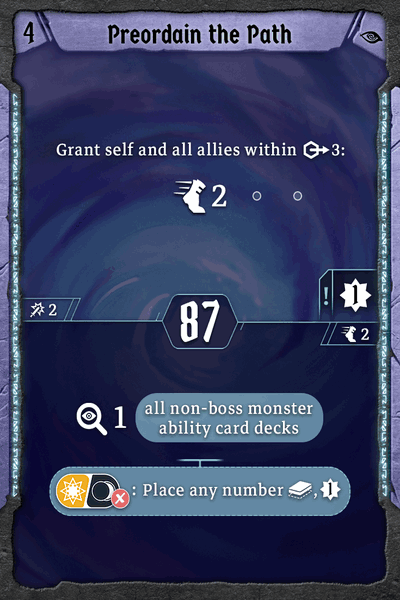 4 Preordain the Path
Grant self and all allies within 3:
2
1
2
87
2
1 all non-boss monster
ability card decks
: Place any number , 1